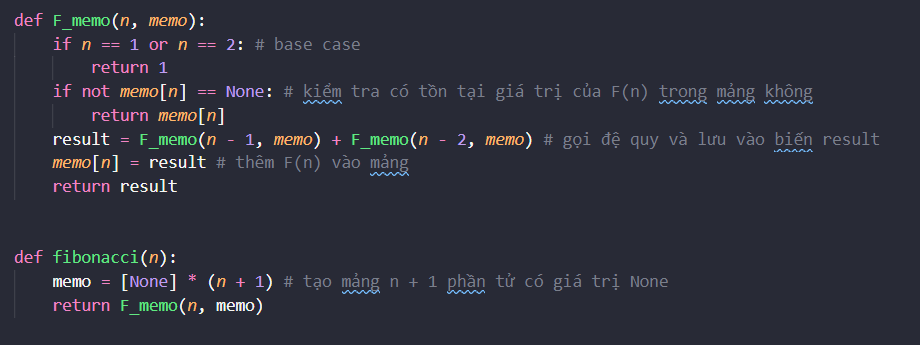 def F_memo(n, memo):
    if n == 1 or n == 2: # base case
        return 1
    if not memo[n] == None: # kiểm tra có tồn tại giá trị của F(n) trong mảng không
        return memo[n]
    result = F_memo(n - 1, memo) + F_memo(n - 2, memo) # gọi đệ quy và lưu vào biến result
    memo[n] = result # thêm F(n) vào mảng
    return result
def fibonacci(n):
    memo = [None] * (n + 1) # tạo mảng n + 1 phần tử có giá trị None
    return F_memo(n, memo)